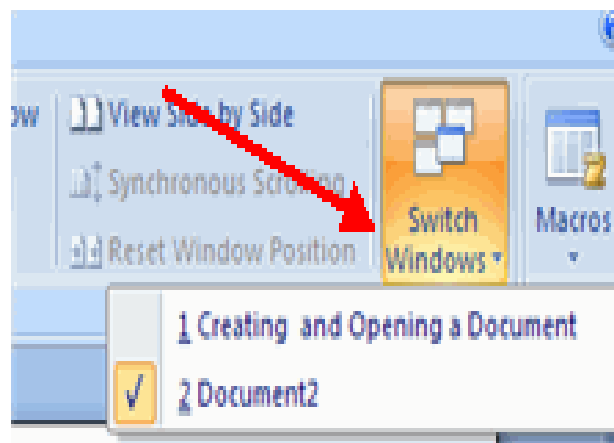 ow
View Side by Side
Synchronous Scrolling
Reset Window Position
Switch
Windows
Macros
1 Creating and Opening a Document
2 Document2